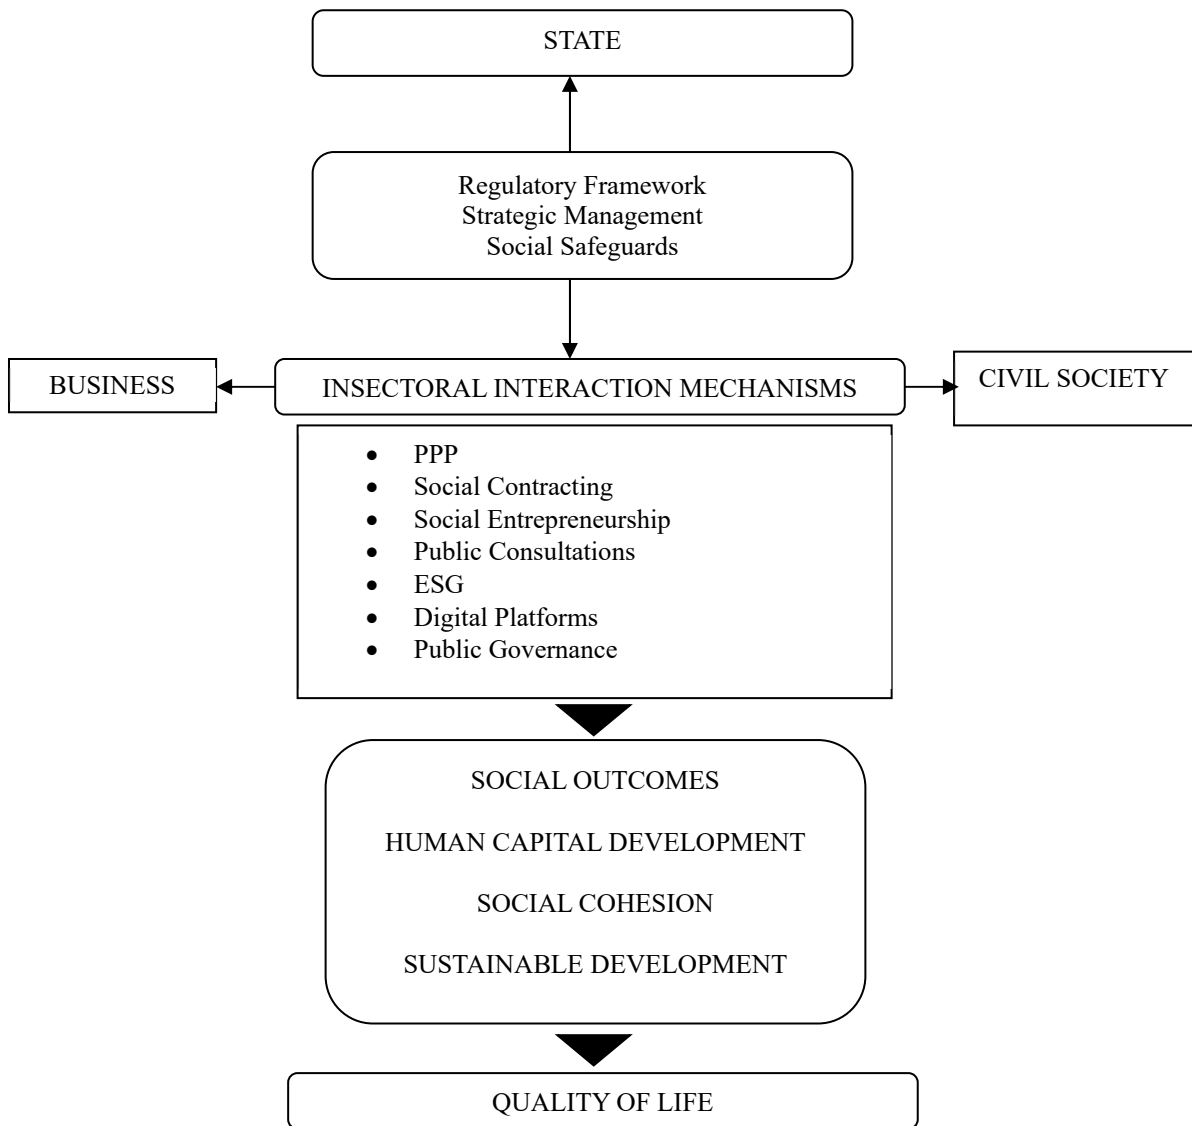 STATE
Regulatory Framework
Strategic Management
Social Safeguards
BUSINESS
INSECTORAL INTERACTION MECHANISMS
CIVIL SOCIETY
• PPP
• Social Contracting
• Social Entrepreneurship
• Public Consultations
• ESG
• Digital Platforms
• Public Governance
SOCIAL OUTCOMES
HUMAN CAPITAL DEVELOPMENT
SOCIAL COHESION
SUSTAINABLE DEVELOPMENT
QUALITY OF LIFE